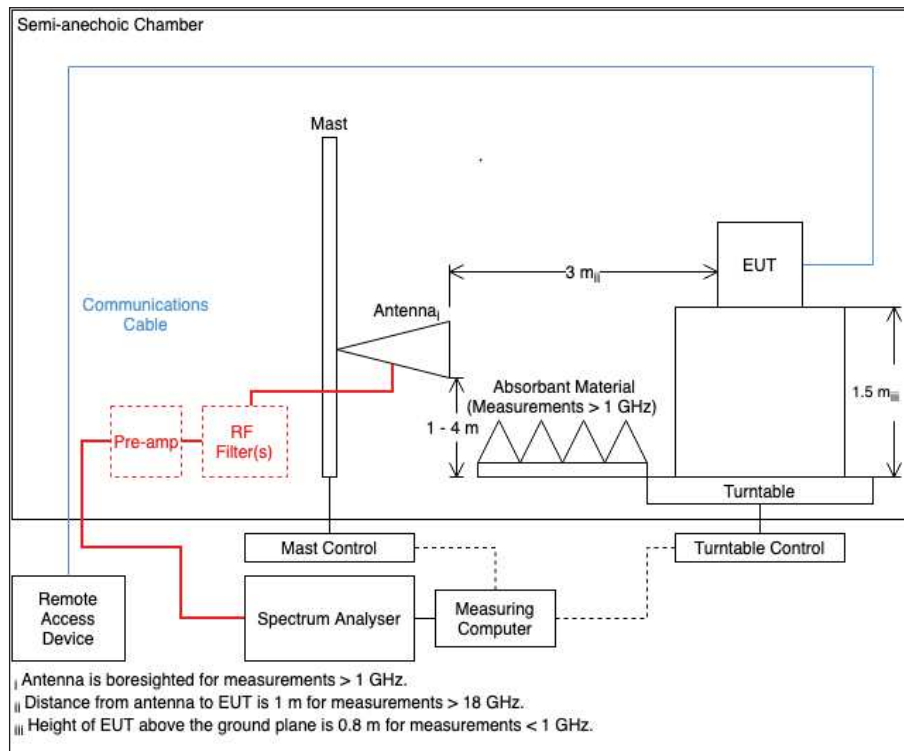 Semi-anechoic Chamber
Mast
3 mii
EUT
Communications
Cable
Antennai
Absorbant Material
(Measurements > 1 GHz)
1.5 miii
1 - 4 m
Pre-amp
RF
Filter(s)
Turntable
Mast Control
Turntable Control
Remote
Access
Device
Spectrum Analyser
Measuring
Computer
i Antenna is boresighted for measurements > 1 GHz.
ii Distance from antenna to EUT is 1 m for measurements > 18 GHz.
iii Height of EUT above the ground plane is 0.8 m for measurements < 1 GHz.